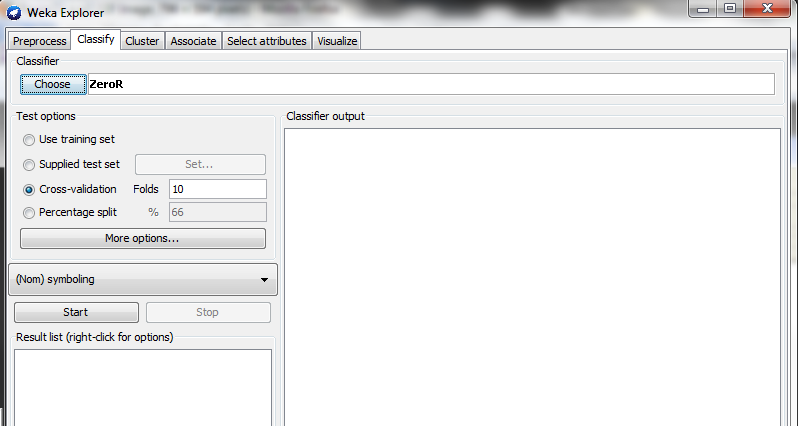 Weka Explorer
Preprocess Classify Cluster Associate Select attributes Visualize
Classifier
Choose ZeroR
Test options
Use training set
Supplied test set Set...
Cross-validation Folds 10
Percentage split % 66
More options...
(Nom) symboling
Start Stop
Result list (right-click for options)
Classifier output